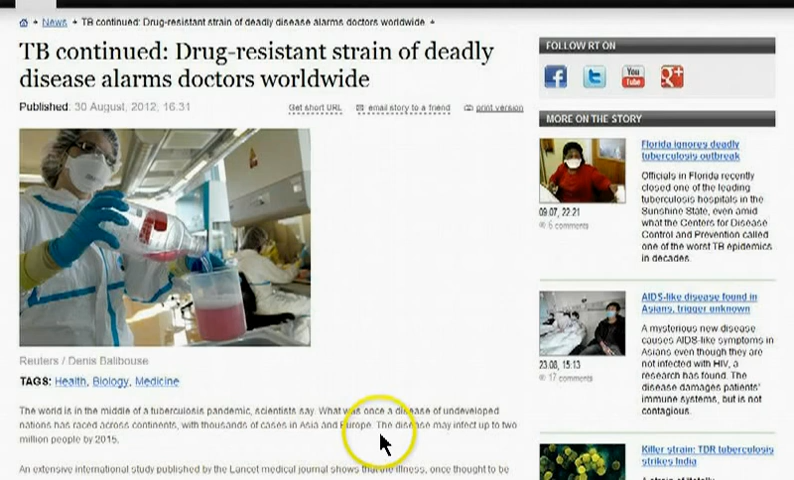 News • TB continued: Drug-resistant strain of deadly disease alarms doctors worldwide •
TB continued: Drug-resistant strain of deadly
disease alarms doctors worldwide
Published: 30 August, 2012, 16:31
Get short URL
email story to a friend
print version
Reuters / Denis Balibouse
TAGS: Health, Biology, Medicine
The world is in the middle of a tuberculosis pandemic, scientists say. What was once a disease of undeveloped
nations has raced across continents, with thousands of cases in Asia and Europe. The disease may infect up to two
million people by 2015.
An extensive international study published by the Lancet medical journal shows that the illness, once thought to be
FOLLOW RT ON
You
Tube
MORE ON THE STORY
Florida ignores deadly
tuberculosis outbreak
Officials in Florida recently
closed one of the leading
tuberculosis hospitals in the
Sunshine State, even amid
what the Centers for Disease
Control and Prevention called
one of the worst TB epidemics
in decades.
09.07, 22:21
6 comments
AIDS-like disease found in
Asians, trigger unknown
A mysterious new disease
causes AIDS-like symptoms in
Asians even though they are
not infected with HIV, a
research has found. The
disease damages patients'
immune systems, but is not
contagious.
23.08, 15:13
17 comments
Killer strain: TDR tuberculosis
strikes India